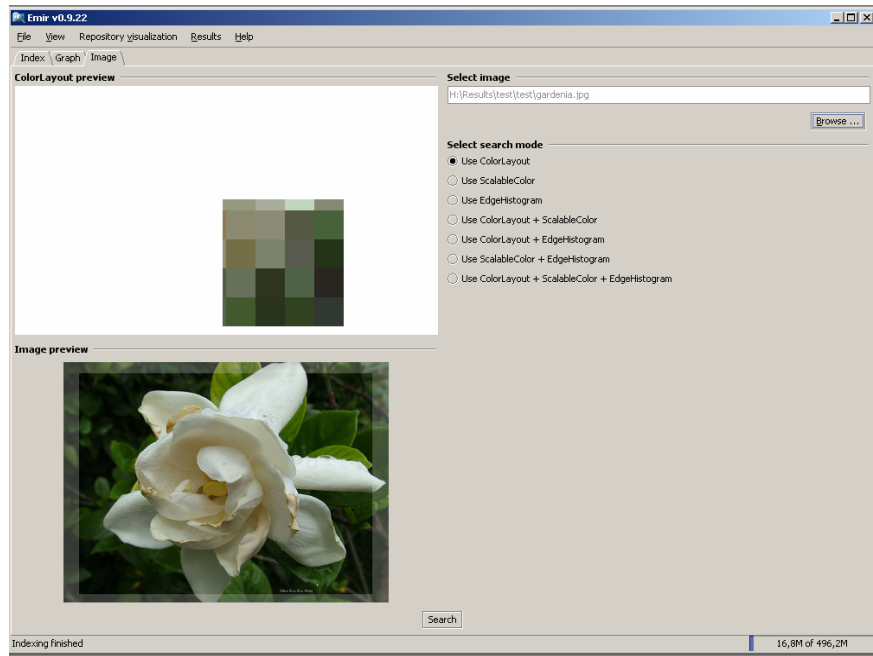 Emir v0.9.22
File View Repository visualization Results Help
Index Graph Image
ColorLayout preview
Select image
H:\Results\test\test\gardenia.jpg
Browse ...
Select search mode
Use ColorLayout
Use ScalableColor
Use EdgeHistogram
Use ColorLayout + ScalableColor
Use ColorLayout + EdgeHistogram
Use ScalableColor + EdgeHistogram
Use ColorLayout + ScalableColor + EdgeHistogram
Image preview
Search
Indexing finished
16,8M of 496,2M